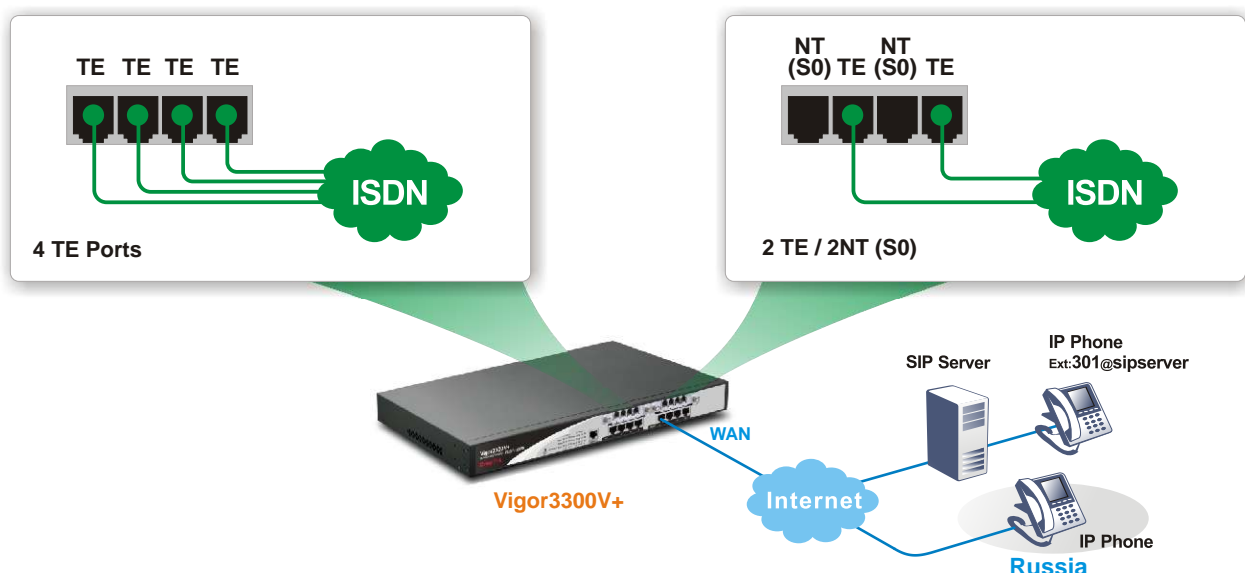 TE TE TE TE
ISDN
4 TE Ports
NT NT
(S0) TE (S0) TE
ISDN
2 TE / 2NT (S0)
IP Phone
Ext:301@sipserver
SIP Server
WAN
Vigor3300V+
Internet
IP Phone
Russia